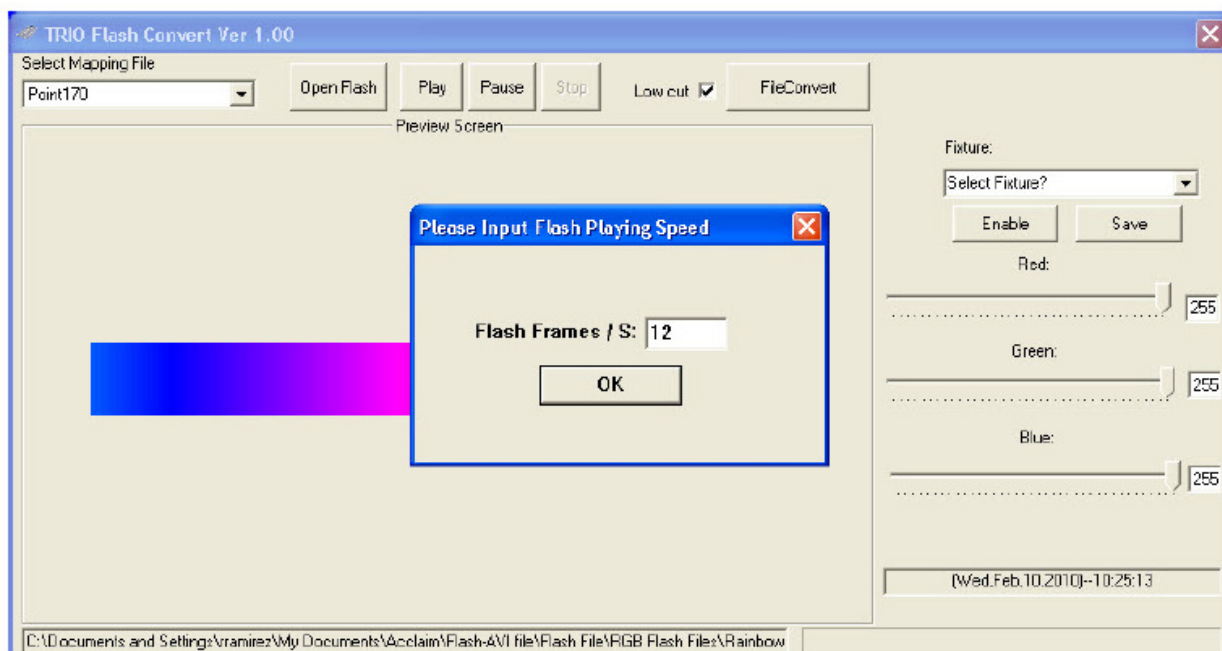 TRIO Flash Convert Ver 1.00
Select Mapping File
Point170
Open Flash
Play
Pause
Stop
Low cut
FileConvert
Preview Screen
Fixture:
Select Fixture?
Enable
Save
Red:
255
Green:
255
Blue:
255
Please Input Flash Playing Speed
Flash Frames / S: 12
OK
(Wed.Feb.10.2010)--10:25:13
C:\Documents and Settings\rramirez\My Documents\Acclaim\Flash-AVI file\Flash File\RGB Flash Files\Rainbow